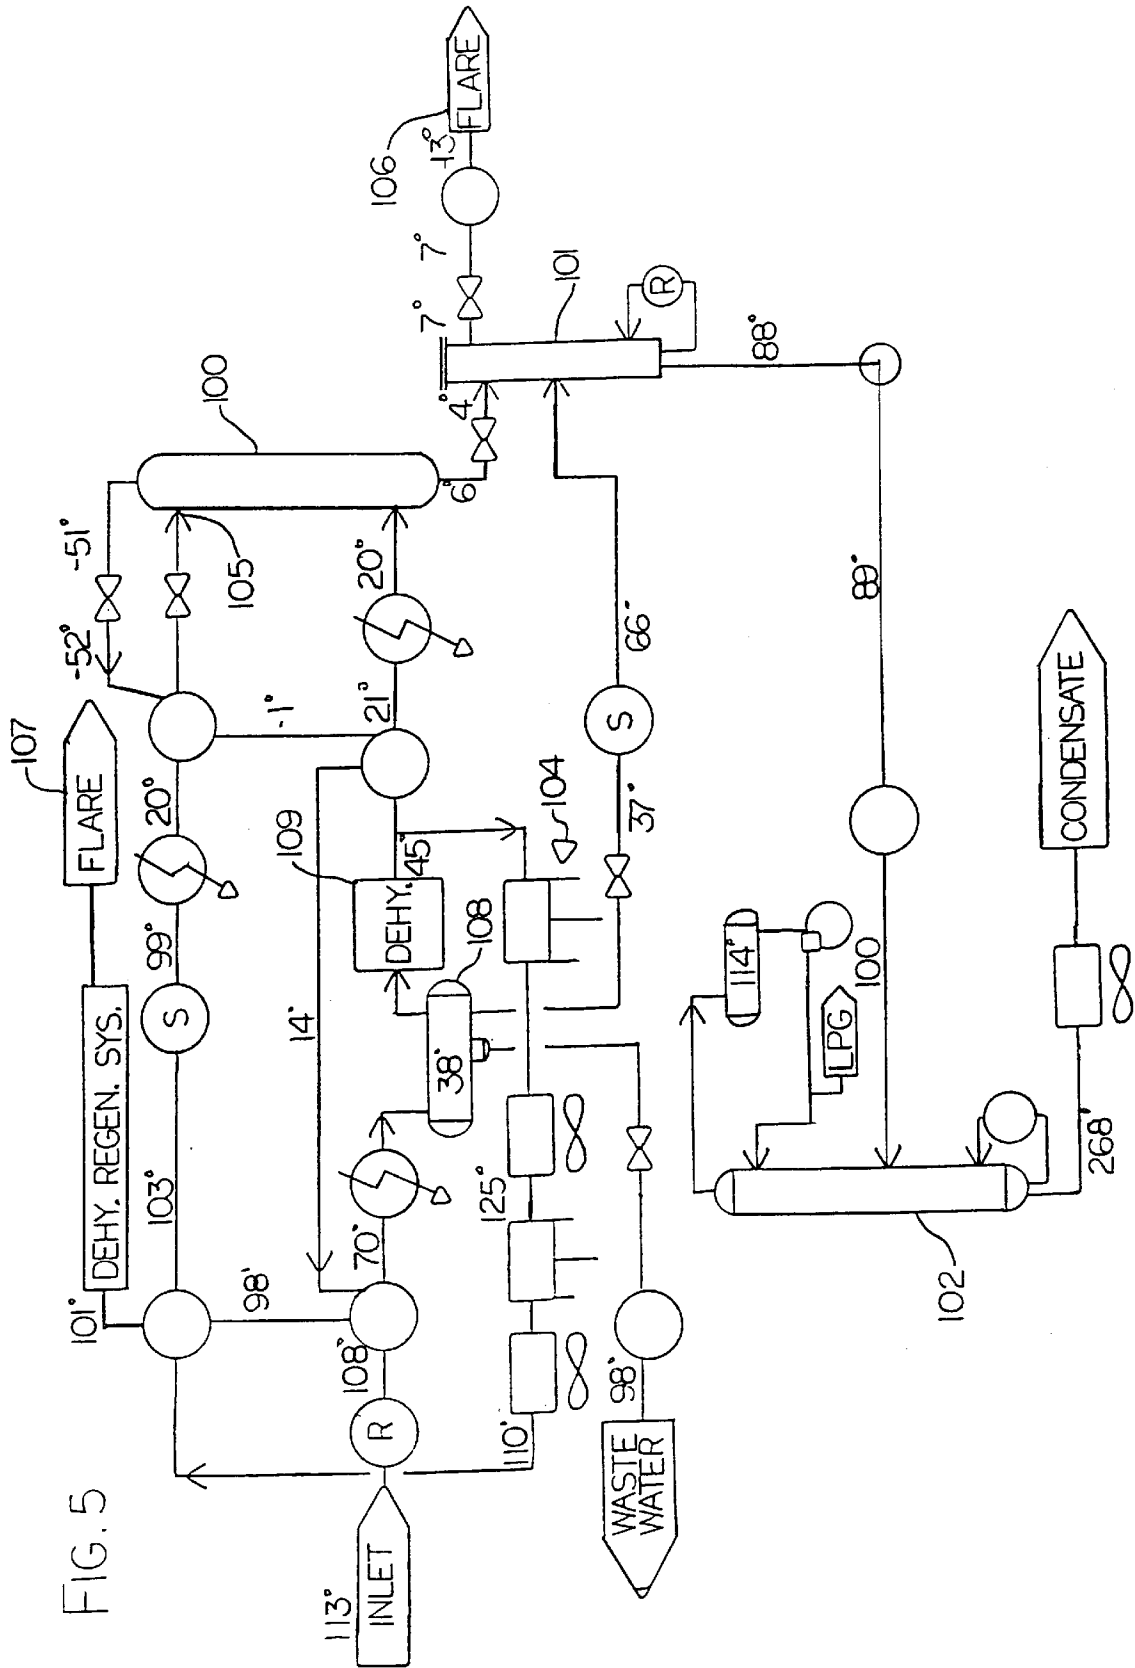 FIG. 5
107
FLARE
DEHY. REGEN. SYS.
101°
103°
99°
20°
-52°
-51°
105
100
98'
14°
-1°
109
113°
INLET
R
108°
70°
38'
108
DEHY.
45°
21°
20°
6°
4°
7°
7°
-13°
106
FLARE
101
R
S
110'
125°
104
37°
S
66°
88°
WASTE
WATER
98'
89°
100
114°
LPG
102
268'
CONDENSATE